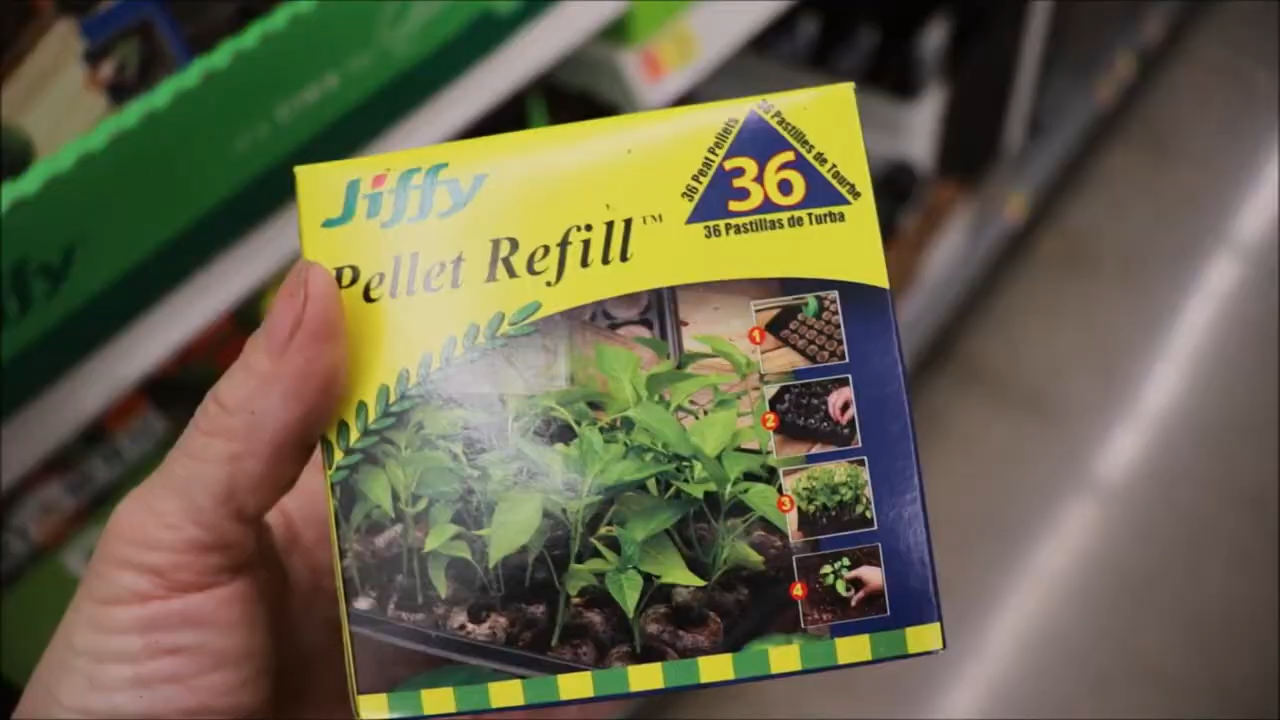 Jiffy
Pellet Refill™
36 Peat Pellets
36 Pastilles de Tourbe
36
36 Pastillas de Turba
1
2
3
4